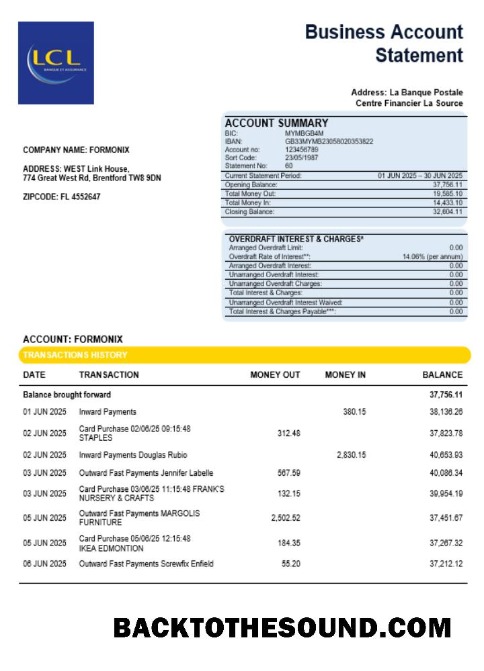 LCL
BANQUE ET ASSURANCE
Business Account
Statement
Address: La Banque Postale
Centre Financier La Source
COMPANY NAME: FORMONIX
ADDRESS: WEST Link House,
774 Great West Rd, Brentford TW8 9DN
ZIPCODE: FL 4552647
ACCOUNT SUMMARY
BIC: MYMBGB4M
IBAN: GB33MYMB23058020353822
Account no: 123456789
Sort Code: 23/05/1987
Statement No: 60
Current Statement Period: 01 JUN 2025 – 30 JUN 2025
Opening Balance: 37,756.11
Total Money Out: 19,585.10
Total Money In: 14,433.10
Closing Balance: 32,604.11
OVERDRAFT INTEREST & CHARGES*
Arranged Overdraft Limit: 0.00
Overdraft Rate of Interest**: 14.06% (per annum)
Arranged Overdraft Interest: 0.00
Unarranged Overdraft Interest: 0.00
Unarranged Overdraft Charges: 0.00
Total Interest & Charges: 0.00
Unarranged Overdraft Interest Waived: 0.00
Total Interest & Charges Payable***: 0.00
ACCOUNT: FORMONIX
TRANSACTIONS HISTORY
DATE TRANSACTION MONEY OUT MONEY IN BALANCE
Balance brought forward 37,756.11
01 JUN 2025 Inward Payments 380.15 38,136.26
02 JUN 2025 Card Purchase 02/06/25 09:15:48 312.48 37,823.78
STAPLES
02 JUN 2025 Inward Payments Douglas Rubio 2,830.15 40,653.93
03 JUN 2025 Outward Fast Payments Jennifer Labelle 567.59 40,086.34
03 JUN 2025 Card Purchase 03/06/25 11:15:48 FRANK'S 132.15 39,954.19
NURSERY & CRAFTS
05 JUN 2025 Outward Fast Payments MARGOLIS 2,502.52 37,451.67
FURNITURE
05 JUN 2025 Card Purchase 05/06/25 12:15:48 184.35 37,267.32
IKEA EDMONTION
06 JUN 2025 Outward Fast Payments Screwfix Enfield 55.20 37,212.12
BACKTOTHESOUND.COM